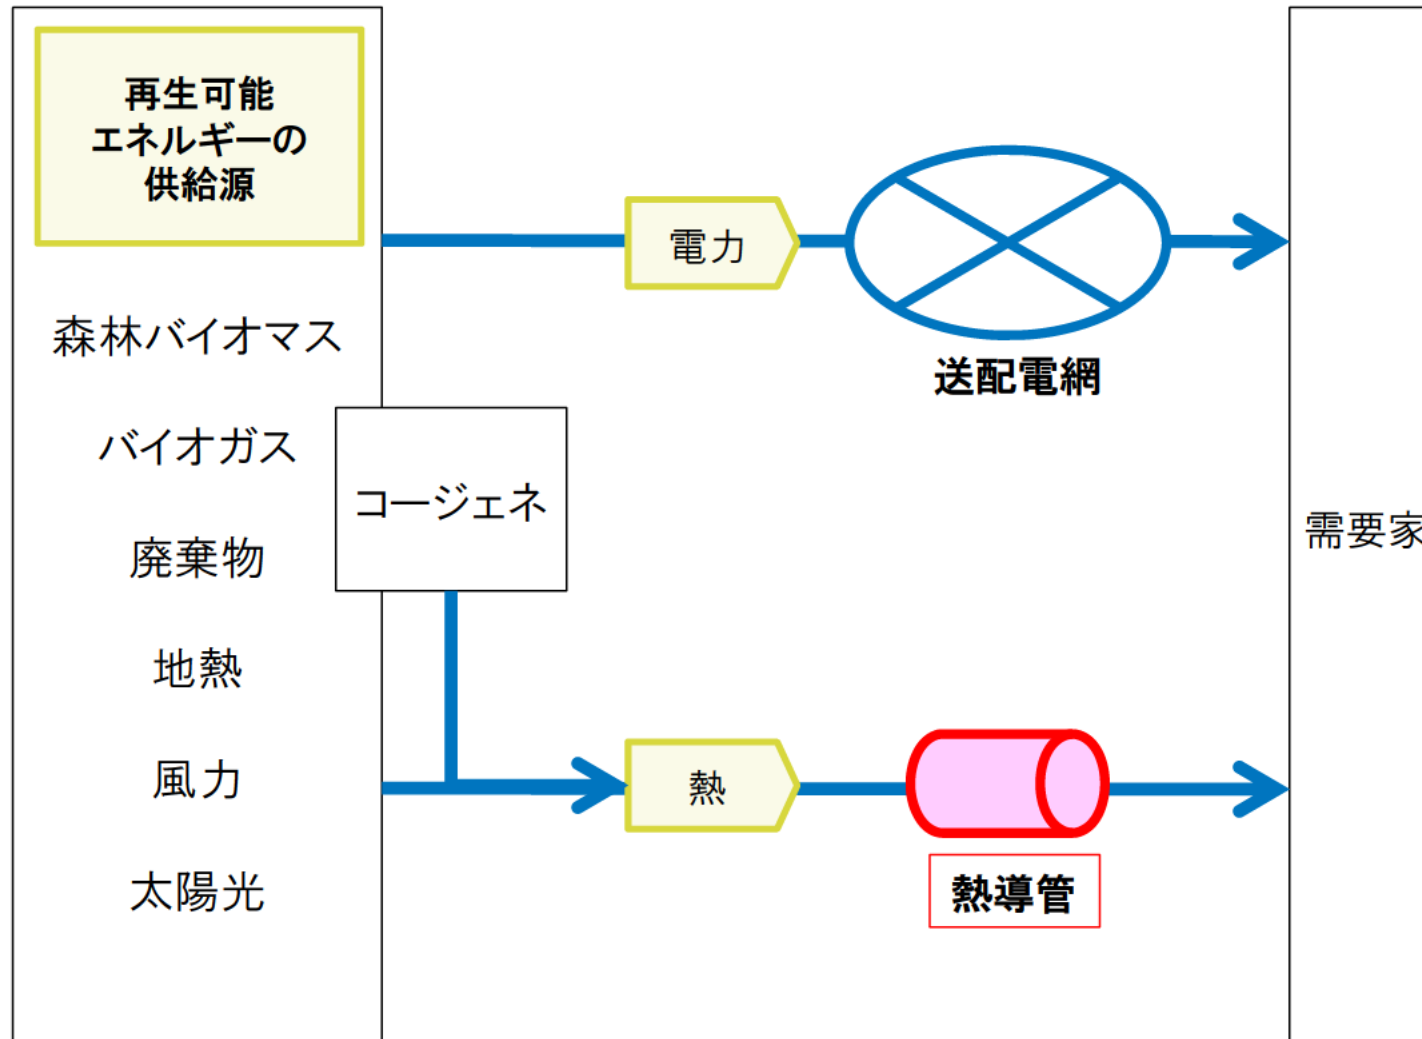 再生可能
エネルギーの
供給源
電力
送配電網
森林バイオマス
バイオガス
コージェネ
廃棄物
需要家
地熱
風力
熱
太陽光
熱導管